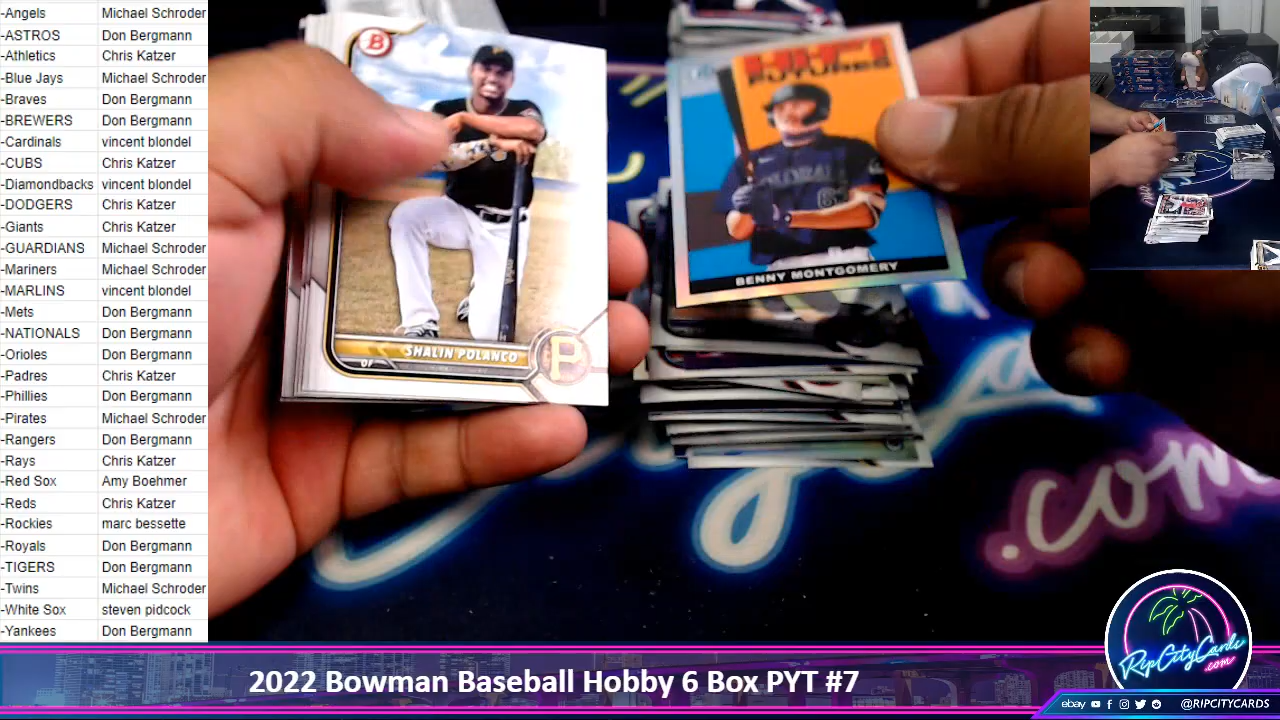 -Angels Michael Schroder
-ASTROS Don Bergmann
-Athletics Chris Katzer
-Blue Jays Michael Schroder
-Braves Don Bergmann
-BREWERS Don Bergmann
-Cardinals vincent blondel
-CUBS Chris Katzer
-Diamondbacks vincent blondel
-DODGERS Chris Katzer
-Giants Chris Katzer
-GUARDIANS Michael Schroder
-Mariners Michael Schroder
-MARLINS vincent blondel
-Mets Don Bergmann
-NATIONALS Don Bergmann
-Orioles Don Bergmann
-Padres Chris Katzer
-Phillies Don Bergmann
-Pirates Michael Schroder
-Rangers Don Bergmann
-Rays Chris Katzer
-Red Sox Amy Boehmer
-Reds Chris Katzer
-Rockies marc bessette
-Royals Don Bergmann
-TIGERS Don Bergmann
-Twins Michael Schroder
-White Sox steven pidcock
-Yankees Don Bergmann
B
SHALIN POLANCO
OF
P
FUTURE
BENNY MONTGOMERY
.com
RipCityCards
.com
2022 Bowman Baseball Hobby 6 Box PYT #7
ebay @RIPCITYCARDS